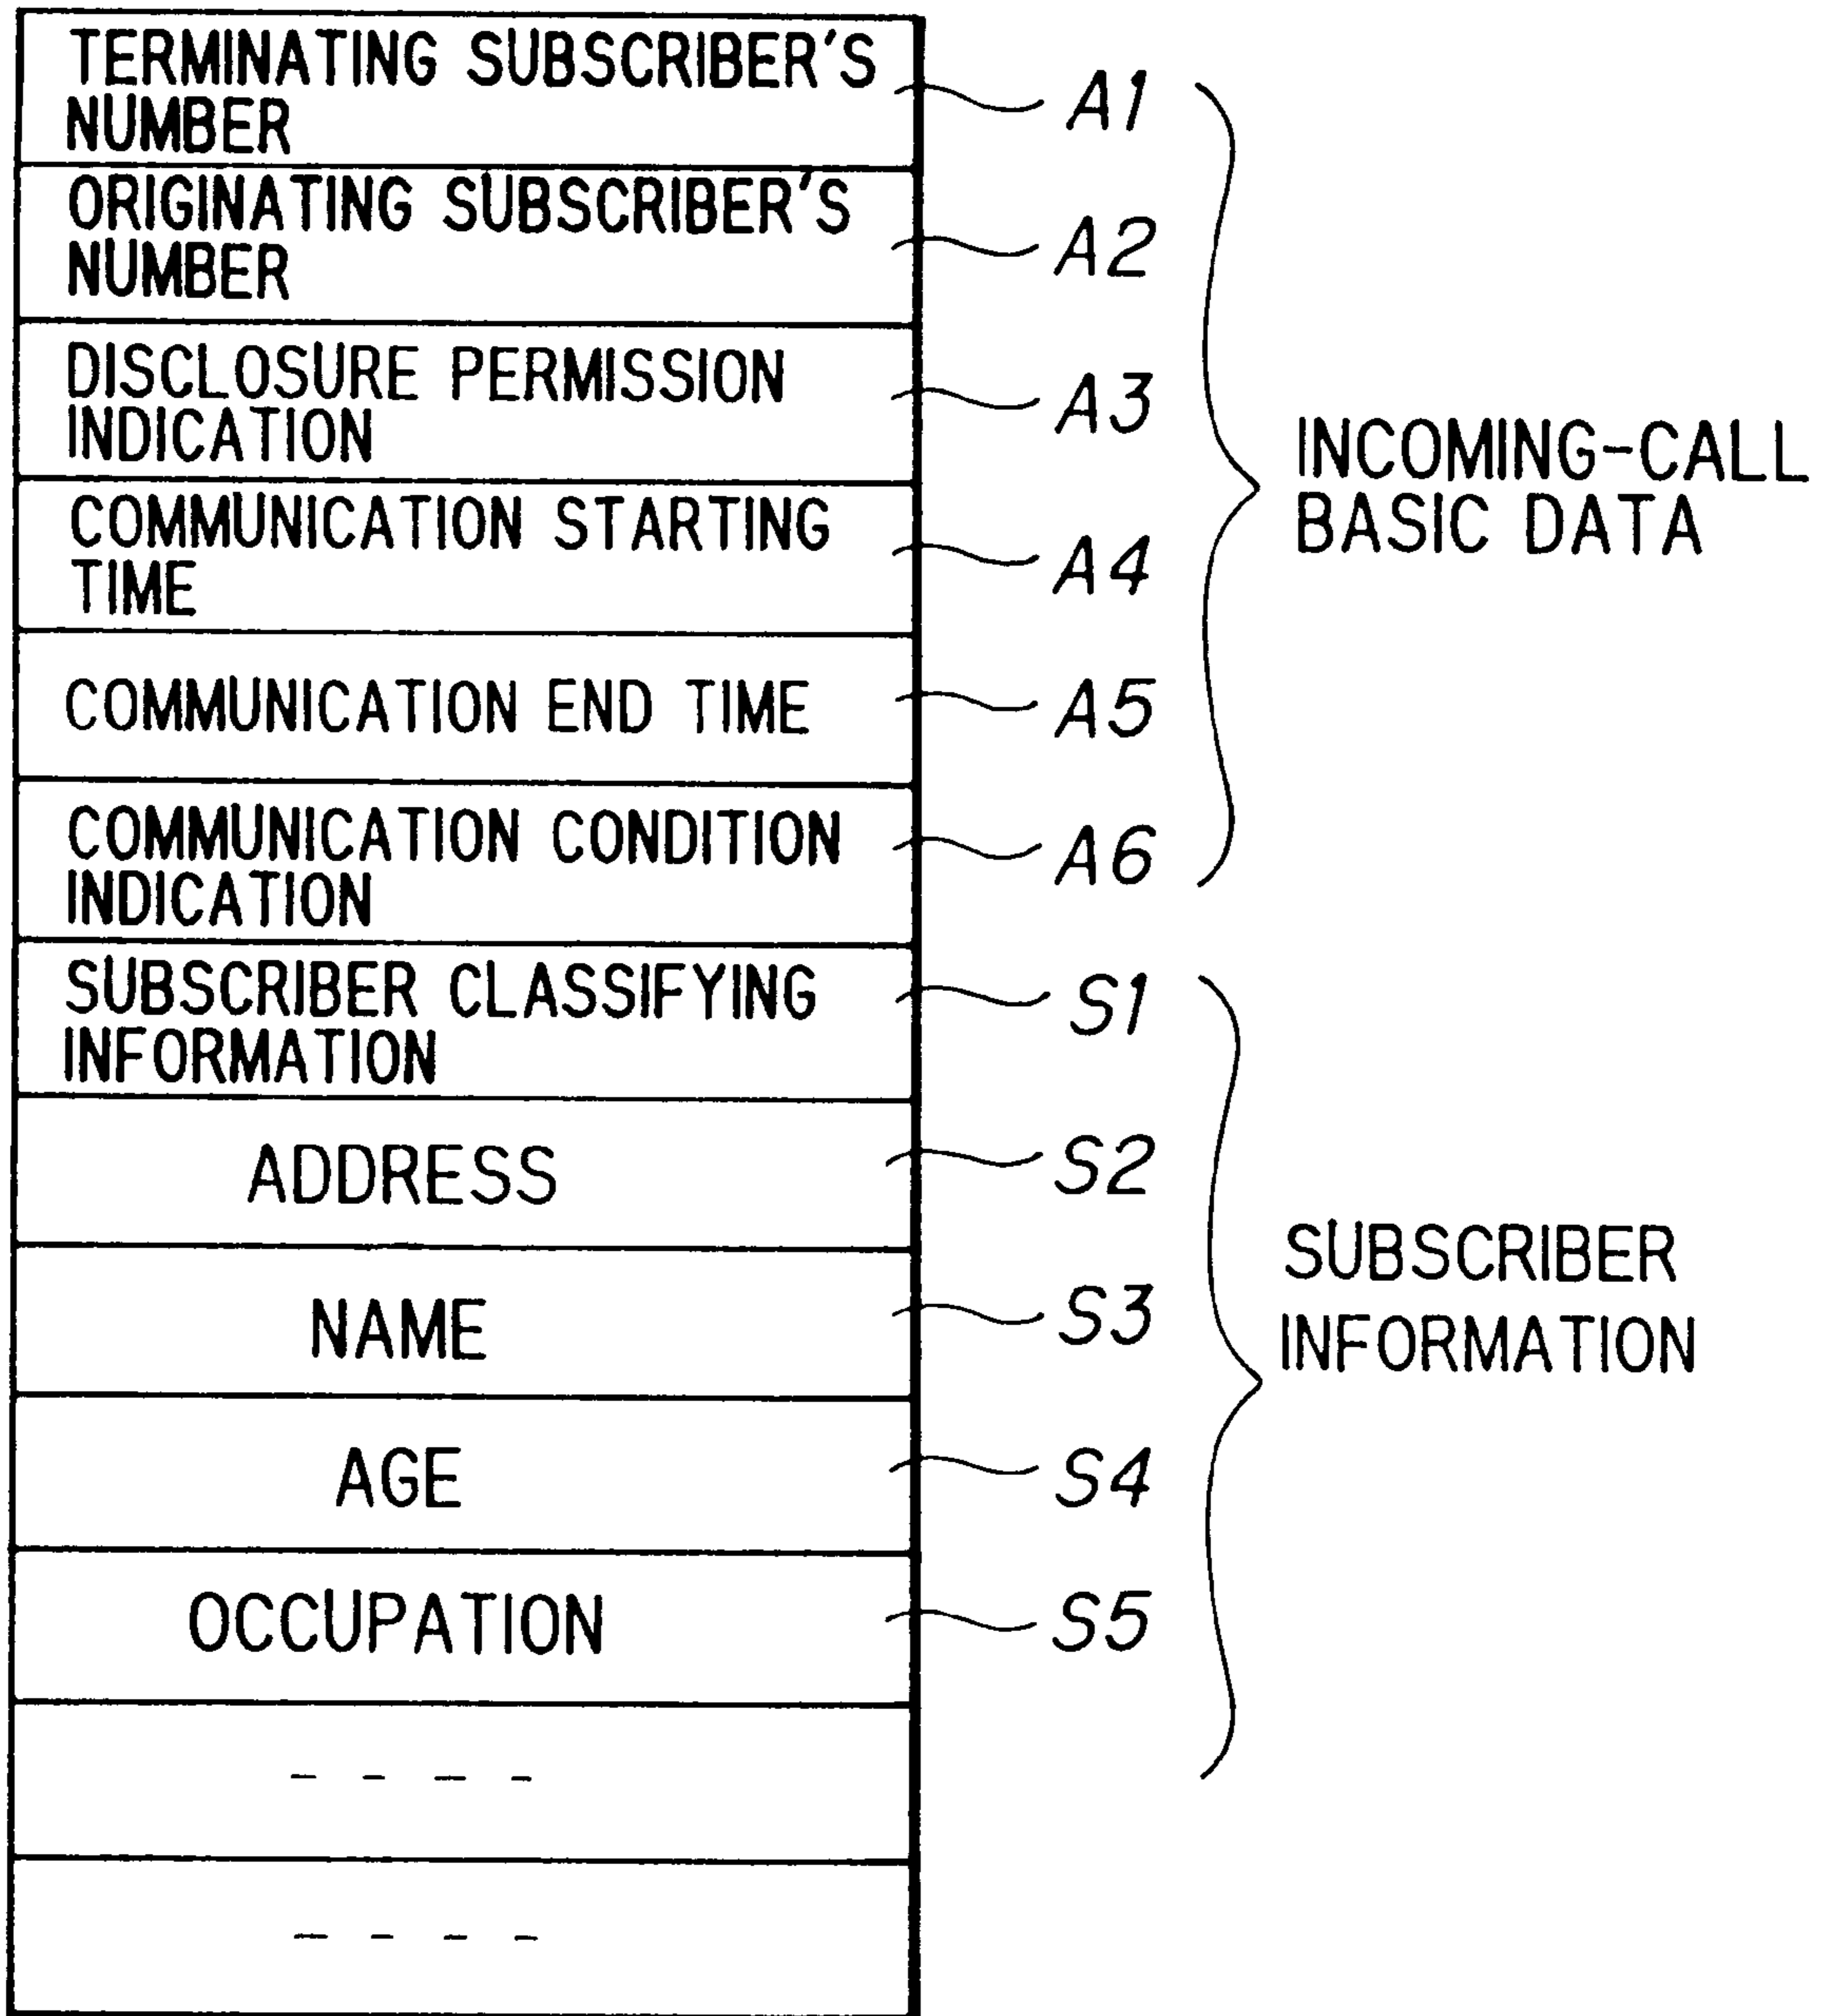 TERMINATING SUBSCRIBER'S
NUMBER
A1
ORIGINATING SUBSCRIBER'S
NUMBER
A2
DISCLOSURE PERMISSION
INDICATION
A3
COMMUNICATION STARTING
TIME
A4
COMMUNICATION END TIME
A5
COMMUNICATION CONDITION
INDICATION
A6
INCOMING-CALL
BASIC DATA
SUBSCRIBER CLASSIFYING
INFORMATION
S1
ADDRESS
S2
NAME
S3
AGE
S4
OCCUPATION
S5
- - - -
- - - -
SUBSCRIBER
INFORMATION